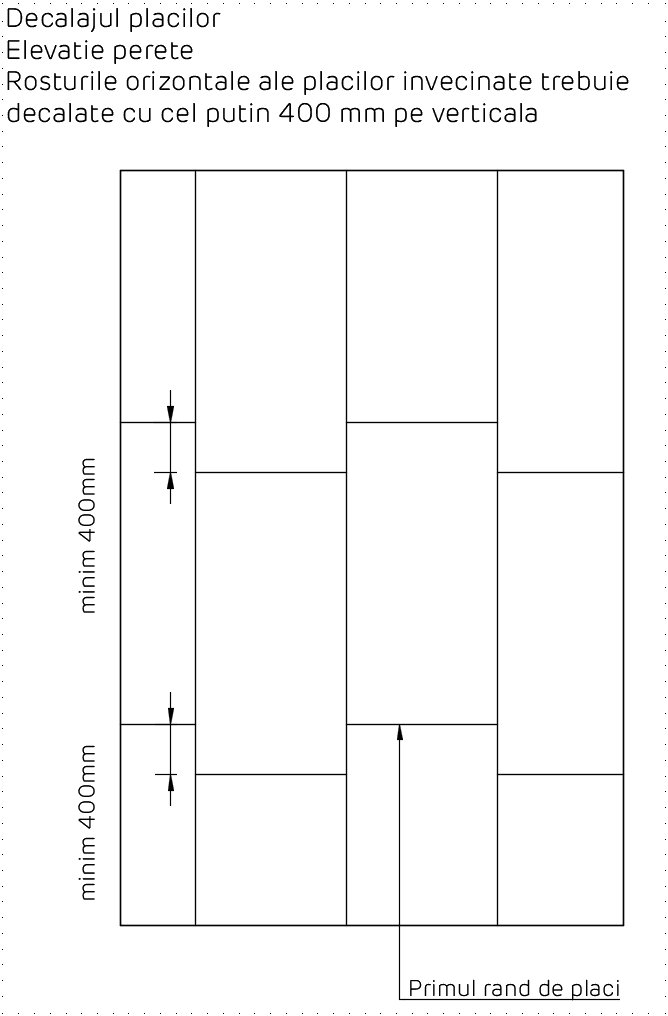 Decalajul placilor
Elevatie perete
Rosturile orizontale ale placilor invecinate trebuie
decalate cu cel putin 400 mm pe verticala
minim 400mm
minim 400mm
Primul rand de placi